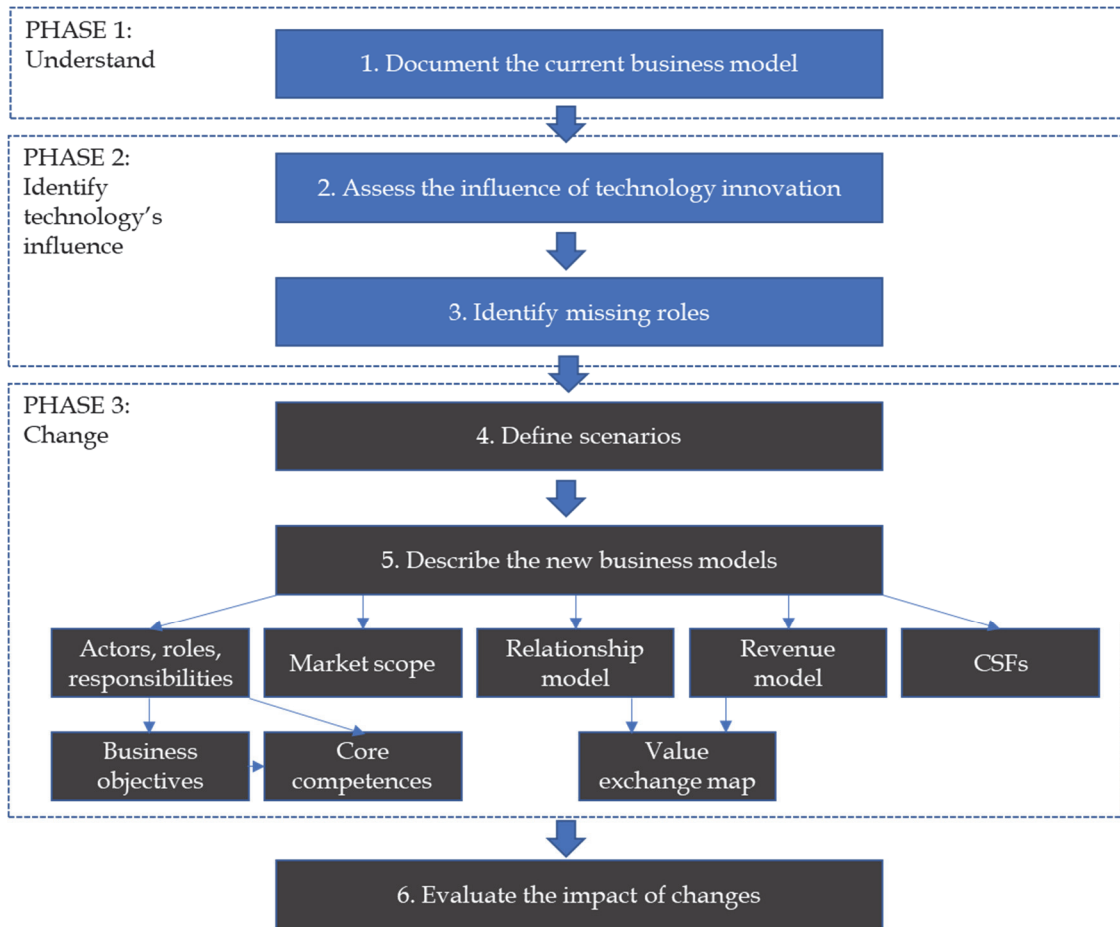 PHASE 1:
Understand
1. Document the current business model
PHASE 2:
Identify
technology's
influence
2. Assess the influence of technology innovation
3. Identify missing roles
PHASE 3:
Change
4. Define scenarios
5. Describe the new business models
Actors, roles,
responsibilities
Market scope
Relationship
model
Revenue
model
CSFs
Business
objectives
Core
competences
Value
exchange map
6. Evaluate the impact of changes